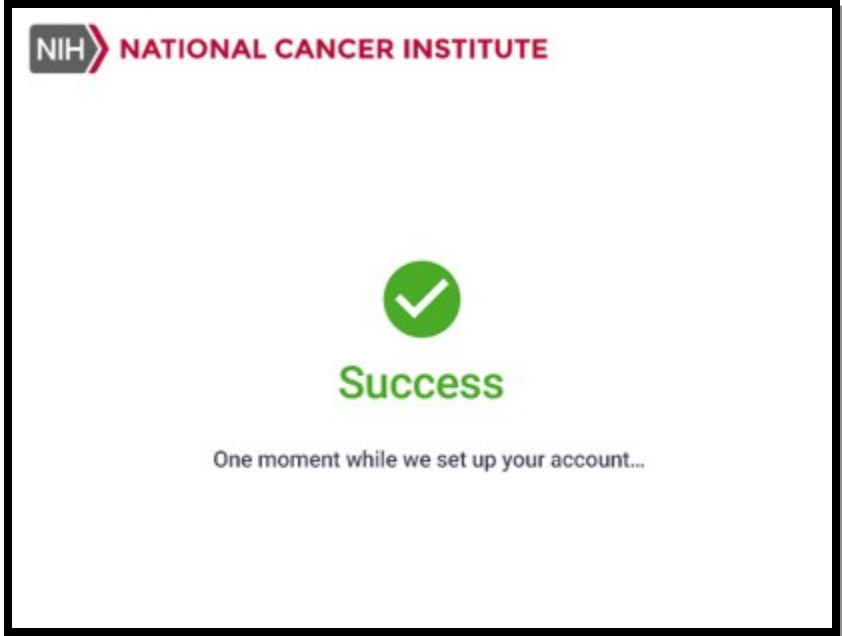 NIH NATIONAL CANCER INSTITUTE
Success
One moment while we set up your account...